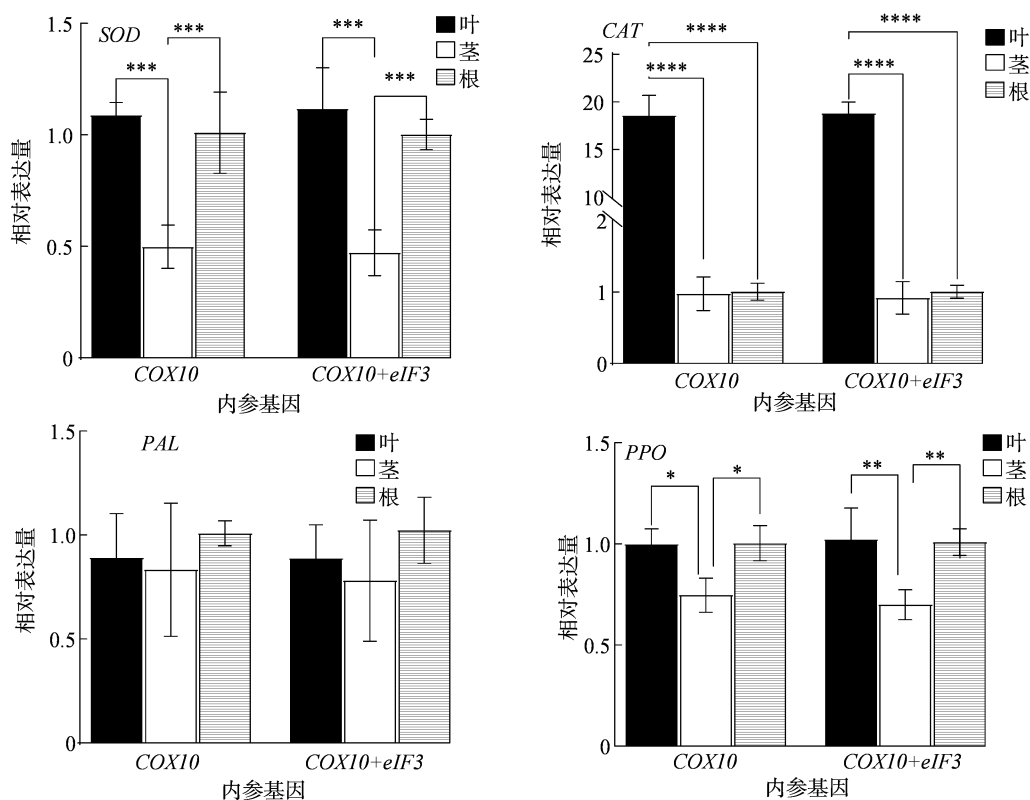 SOD
*** ***
*** ***
叶
茎
根
1.5
1.0
0.5
0
相对表达量
COX10 COX10+eIF3
内参基因
CAT
**** ****
**** ****
叶
茎
根
25
20
15
10
2
1
0
相对表达量
COX10 COX10+eIF3
内参基因
PAL
叶
茎
根
1.5
1.0
0.5
0
相对表达量
COX10 COX10+eIF3
内参基因
PPO
* * ** **
叶
茎
根
1.5
1.0
0.5
0
相对表达量
COX10 COX10+eIF3
内参基因